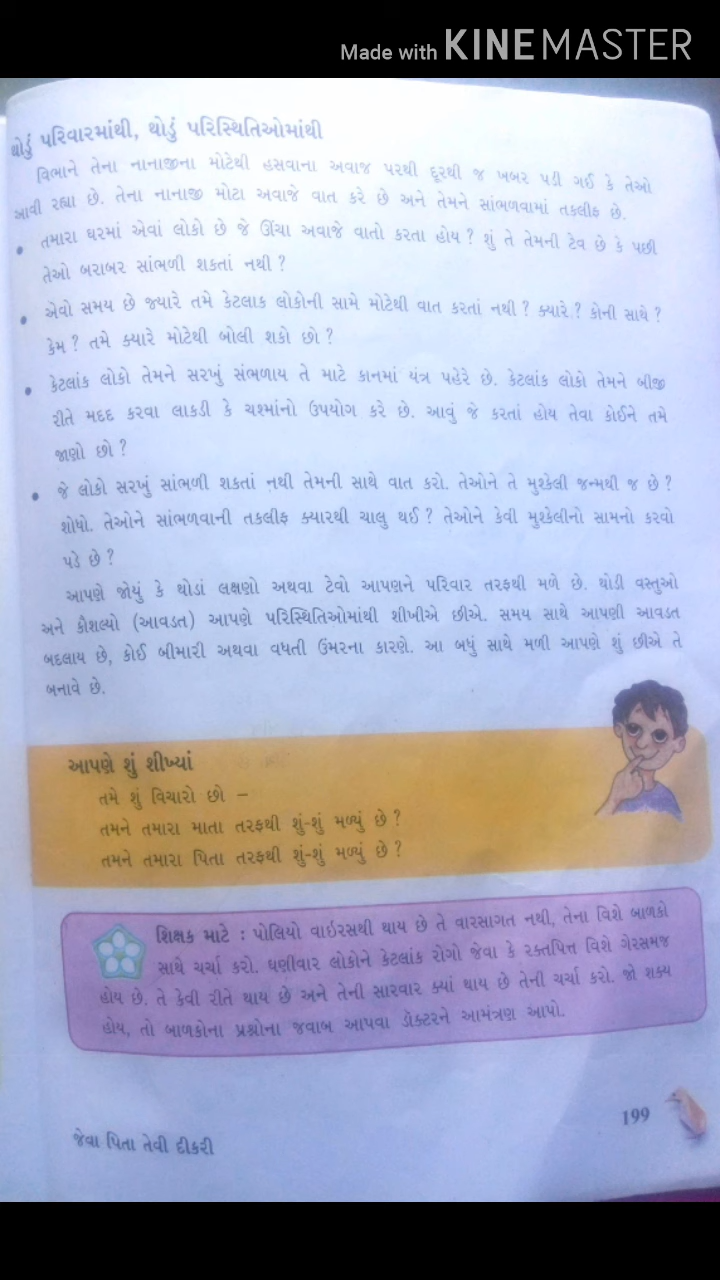 Made with KINEMASTER
થોડું પરિવારમાંથી, થોડું પરિસ્થિતિઓમાંથી
વિભાને તેના નાનાજીના મોટેથી હસવાના અવાજ પરથી દૂરથી જ ખબર પડી ગઈ કે તેઓ
આવી રહ્યા છે. તેના નાનાજી મોટા અવાજે વાત કરે છે અને તેમને સાંભળવામાં તકલીફ છે.
• તમારા ઘરમાં એવાં લોકો છે જે ઊંચા અવાજે વાતો કરતા હોય ? શું તે તેમની ટેવ છે કે પછી
તેઓ બરાબર સાંભળી શકતાં નથી ?
• એવો સમય છે જ્યારે તમે કેટલાક લોકોની સામે મોટેથી વાત કરતાં નથી ? ક્યારે ? કોની સાથે ?
કેમ ? તમે ક્યારે મોટેથી બોલી શકો છો ?
• કેટલાંક લોકો તેમને સરખું સંભળાય તે માટે કાનમાં યંત્ર પહેરે છે. કેટલાંક લોકો તેમને બીજી
રીતે મદદ કરવા લાકડી કે ચશ્માંનો ઉપયોગ કરે છે. આવું જે કરતાં હોય તેવા કોઈને તમે
જાણો છો ?
• જે લોકો સરખું સાંભળી શકતાં નથી તેમની સાથે વાત કરો. તેઓને તે મુશ્કેલી જન્મથી જ છે ?
શોધો. તેઓને સાંભળવાની તકલીફ ક્યારથી ચાલુ થઈ ? તેઓને કેવી મુશ્કેલીનો સામનો કરવો
પડે છે ?
આપણે જોયું કે થોડાં લક્ષણો અથવા ટેવો આપણને પરિવાર તરફથી મળે છે. થોડી વસ્તુઓ
અને કૌશલ્યો (આવડત) આપણે પરિસ્થિતિઓમાંથી શીખીએ છીએ. સમય સાથે આપણી આવડત
બદલાય છે, કોઈ બીમારી અથવા વધતી ઉંમરના કારણે. આ બધું સાથે મળી આપણે શું છીએ તે
બનાવે છે.
આપણે શું શીખ્યાં
તમે શું વિચારો છો –
તમને તમારા માતા તરફથી શું-શું મળ્યું છે ?
તમને તમારા પિતા તરફથી શું-શું મળ્યું છે ?
શિક્ષક માટે : પોલિયો વાઇરસથી થાય છે તે વારસાગત નથી, તેના વિશે બાળકો
સાથે ચર્ચા કરો. ઘણીવાર લોકોને કેટલાંક રોગો જેવા કે રક્તપિત્ત વિશે ગેરસમજ
હોય છે. તે કેવી રીતે થાય છે અને તેની સારવાર ક્યાં થાય છે તેની ચર્ચા કરો. જો શક્ય
હોય, તો બાળકોના પ્રશ્નોના જવાબ આપવા ડૉક્ટરને આમંત્રણ આપો.
199
જેવા પિતા તેવી દીકરી